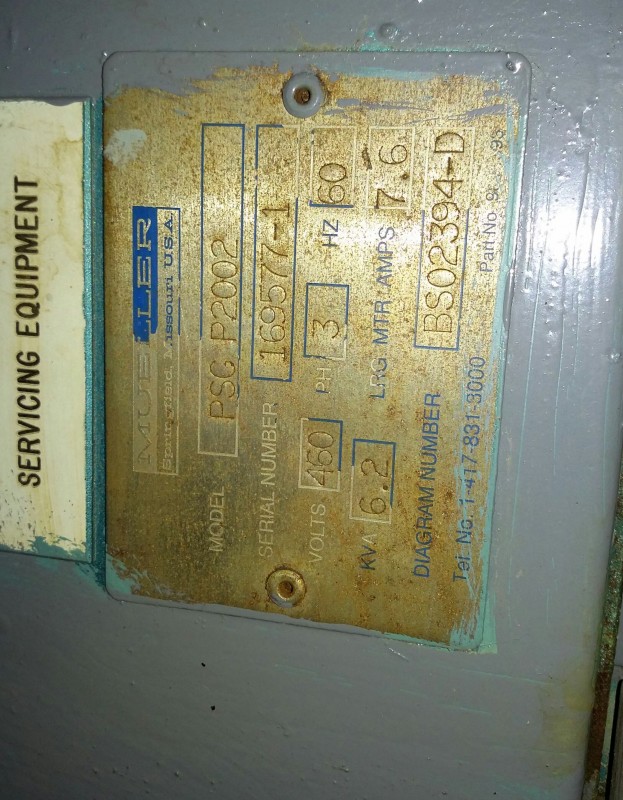 SERVICING EQUIPMENT
MUELLER
Springfield, Missouri U.S.A.
MODEL PSC P2002
SERIAL NUMBER 169577-1
VOLTS 460 PH 3 HZ 60
KVA 6.2 LRG MTR AMPS 7.6
DIAGRAM NUMBER BS02394-D
Tel. No. 1-417-831-3000 Part No.